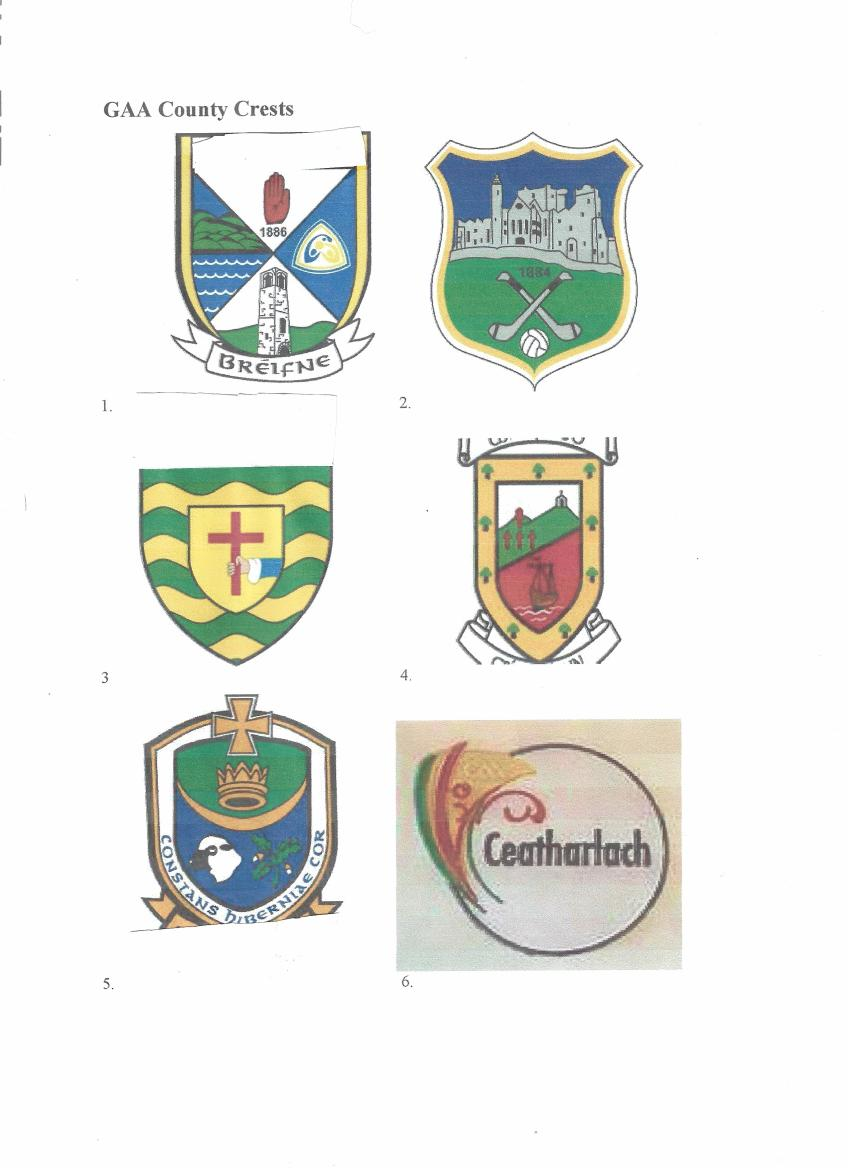 GAA County Crests
1886
BREIFNE
1884
1.
2.
3
4.
CONSTANS HIBERNIAE COR
Ceatharlach
5.
6.